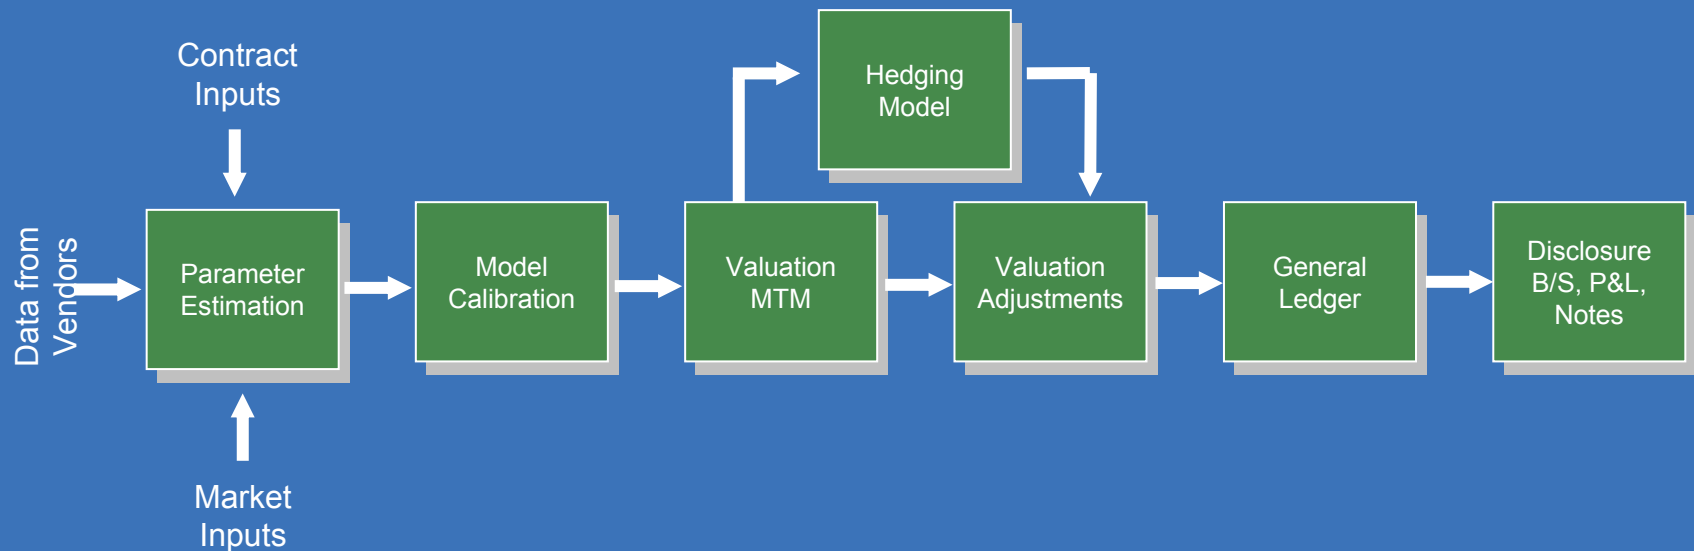 Contract
Inputs
Hedging
Model
Data from
Vendors
Parameter
Estimation
Model
Calibration
Valuation
MTM
Valuation
Adjustments
General
Ledger
Disclosure
B/S, P&L,
Notes
Market
Inputs